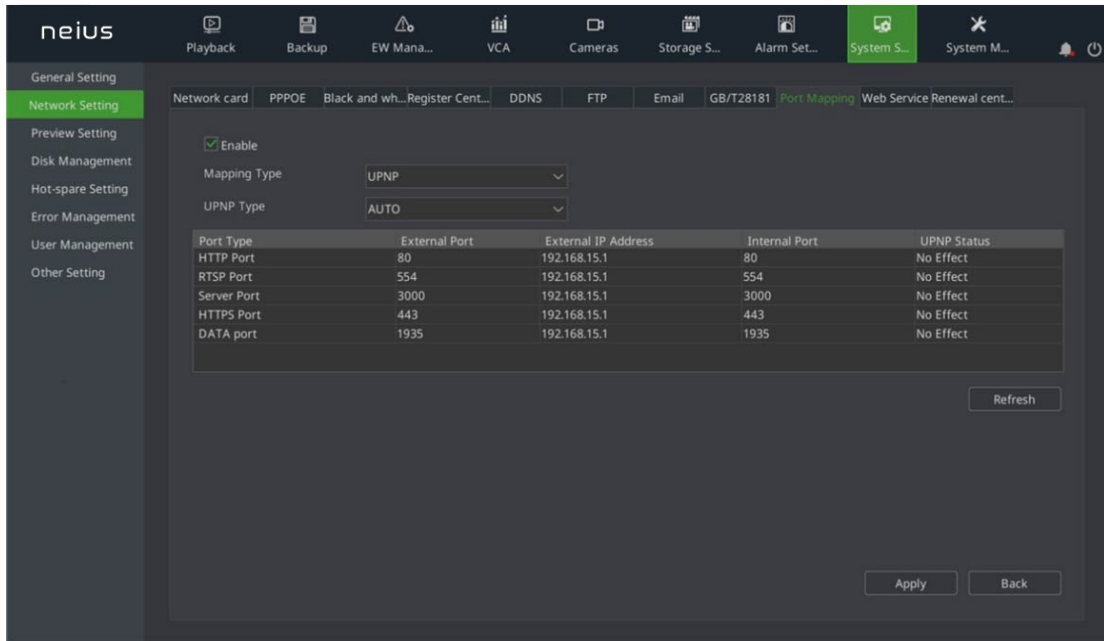 neius
Playback Backup EW Mana... VCA Cameras Storage S... Alarm Set... System S... System M...
General Setting
Network Setting
Preview Setting
Disk Management
Hot-spare Setting
Error Management
User Management
Other Setting
Network card PPPOE Black and wh... Register Cent... DDNS FTP Email GB/T28181 Port Mapping Web Service Renewal cent...
Enable
Mapping Type UPNP
UPNP Type AUTO
Port Type External Port External IP Address Internal Port UPNP Status
HTTP Port 80 192.168.15.1 80 No Effect
RTSP Port 554 192.168.15.1 554 No Effect
Server Port 3000 192.168.15.1 3000 No Effect
HTTPS Port 443 192.168.15.1 443 No Effect
DATA port 1935 192.168.15.1 1935 No Effect
Refresh
Apply Back